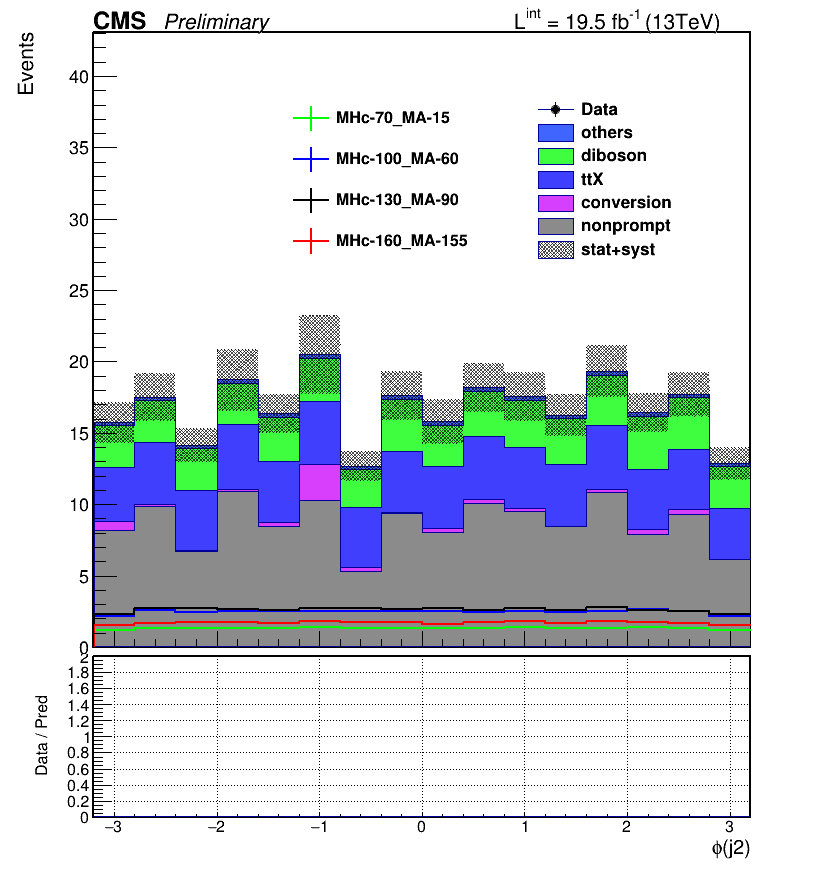 CMS Preliminary L^int = 19.5 fb^-1 (13TeV)
Events
40
35
30
25
20
15
10
5
0
MHc-70_MA-15
MHc-100_MA-60
MHc-130_MA-90
MHc-160_MA-155
Data
others
diboson
ttX
conversion
nonprompt
stat+syst
Data / Pred
2
1.8
1.6
1.4
1.2
1
0.8
0.6
0.4
0.2
0
−3 −2 −1 0 1 2 3
ϕ(j2)